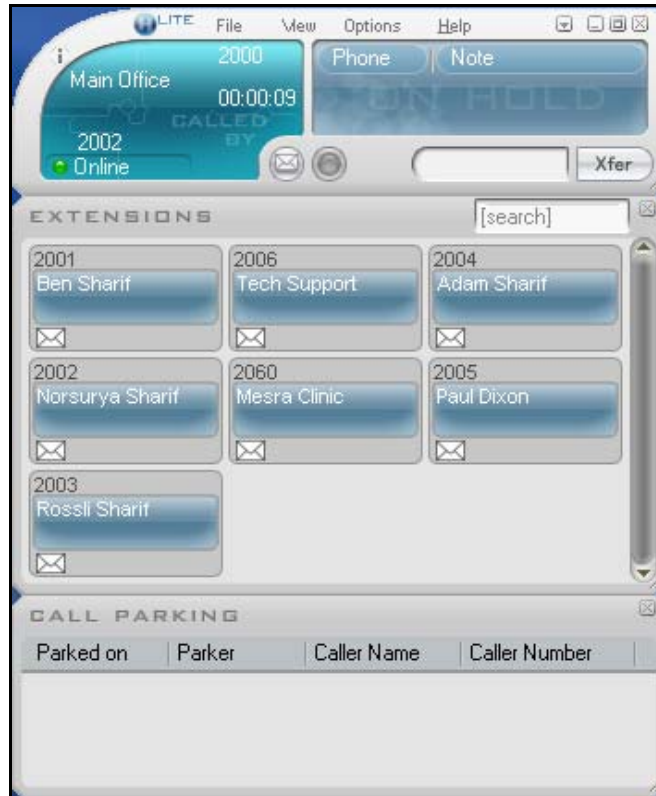 LITE File View Options Help
i 2000 Phone Note
Main Office
00:00:09 ON HOLD
CALLED
BY
2002
Online Xfer
EXTENSIONS [search]
2001 2006 2004
Ben Sharif Tech Support Adam Sharif
2002 2060 2005
Norsurya Sharif Mesra Clinic Paul Dixon
2003
Rossli Sharif
CALL PARKING
Parked on Parker Caller Name Caller Number